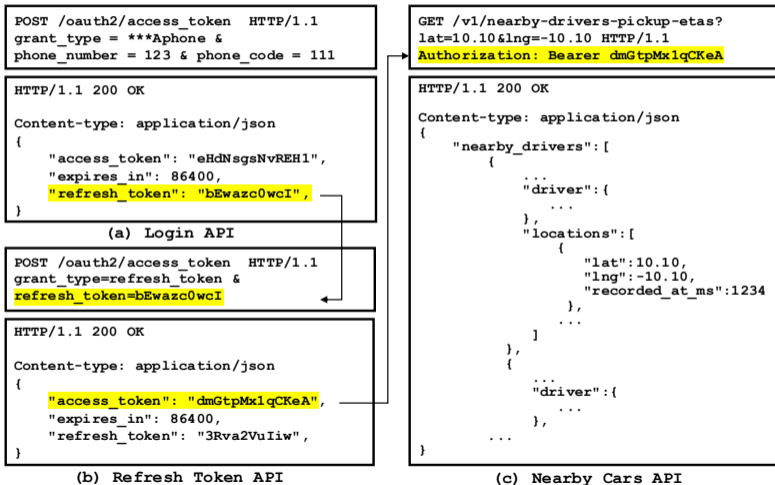 POST /oauth2/access_token HTTP/1.1
grant_type = ***Aphone &
phone_number = 123 & phone_code = 111
HTTP/1.1 200 OK
Content-type: application/json
{
"access_token": "eHdNsgsNvREH1",
"expires_in": 86400,
"refresh_token": "bEwazc0wcI",
}
(a) Login API
POST /oauth2/access_token HTTP/1.1
grant_type=refresh_token &
refresh_token=bEwazc0wcI
HTTP/1.1 200 OK
Content-type: application/json
{
"access_token": "dmGtpMx1qCKeA",
"expires_in": 86400,
"refresh_token": "3Rva2VuIiw",
}
(b) Refresh Token API
GET /v1/nearby-drivers-pickup-etas?
lat=10.10&lng=-10.10 HTTP/1.1
Authorization: Bearer dmGtpMx1qCKeA
HTTP/1.1 200 OK
Content-type: application/json
{
"nearby_drivers":[
{
...
"driver":{
...
},
"locations":[
{
"lat":10.10,
"lng":-10.10,
"recorded_at_ms":1234
},
...
]
},
{
...
"driver":{
...
},
...
}
(c) Nearby Cars API